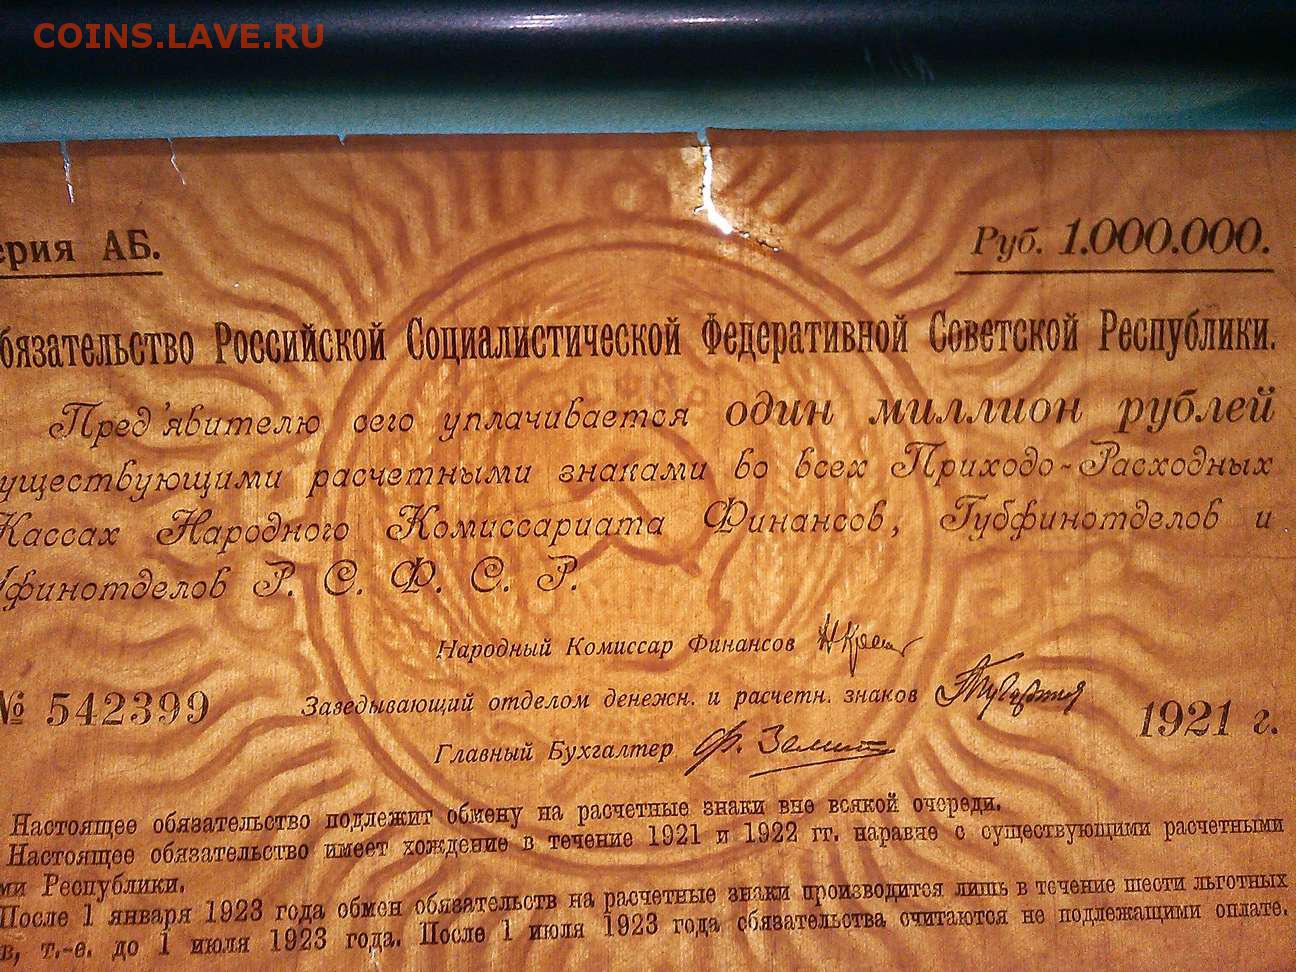 COINS.LAVE.RU
ерия АБ.
Руб. 1.000.000.
бязательство Российской Социалистической Федеративной Советской Республики.
Пред'явителю сего уплачивается один миллион рублей
уществующими расчетными знаками во всех Приходо-Расходных
Кассах Народного Комиссариата Финансов, Губфинотделов и
Уфинотделов Р. С. Ф. С. Р.
Народный Комиссар Финансов
Заведывающий отделом денежн. и расчетн. знаков
№ 542399
1921 г.
Главный Бухгалтер
Настоящее обязательство подлежит обмену на расчетные знаки вне всякой очереди.
Настоящее обязательство имеет хождение в течение 1921 и 1922 гг. наравне с существующими расчетными
ми Республики.
После 1 января 1923 года обмен обязательств на расчетные знаки производится лишь в течение шести льготных
в, т.-е. до 1 июля 1923 года. После 1 июля 1923 года обязательства считаются не подлежащими оплате.